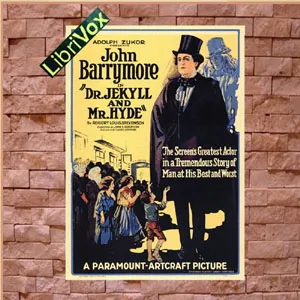 LibriVox
ADOLPH ZUKOR
John
Barrymore
IN
"DR. JEKYLL
AND
MR. HYDE"
BY ROBERT LOUIS STEVENSON
The Screen's Greatest Actor
in a Tremendous Story of
Man at His Best and Worst
A PARAMOUNT-ARTCRAFT PICTURE